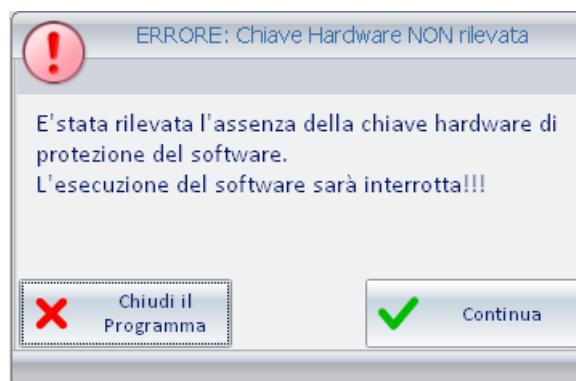 ERRORE: Chiave Hardware NON rilevata
E'stata rilevata l'assenza della chiave hardware di
protezione del software.
L'esecuzione del software sarà interrotta!!!
Chiudi il
Programma
Continua